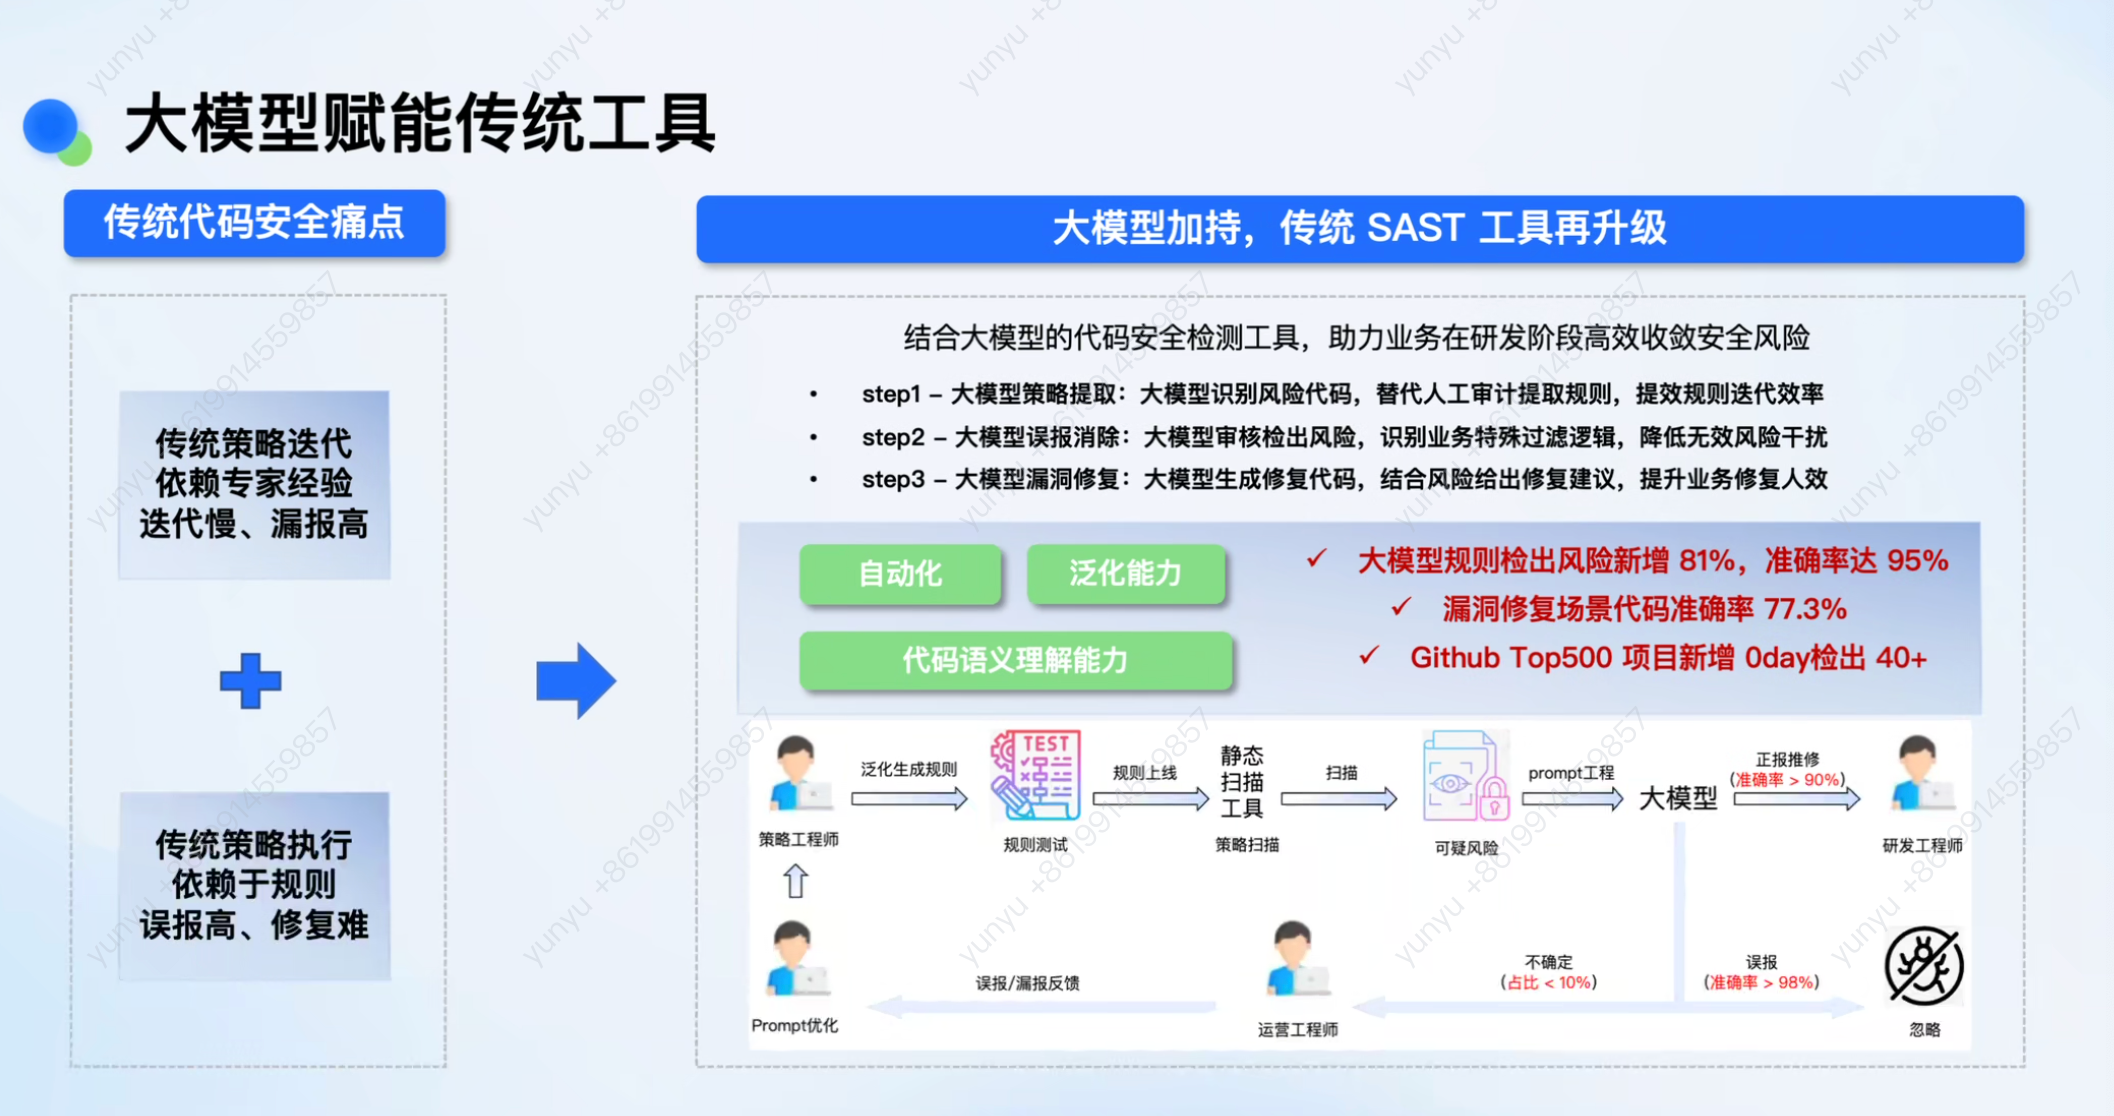 大模型赋能传统工具
传统代码安全痛点
传统策略迭代
依赖专家经验
迭代慢、漏报高
传统策略执行
依赖于规则
误报高、修复难
大模型加持，传统 SAST 工具再升级
结合大模型的代码安全检测工具，助力业务在研发阶段高效收敛安全风险
• step1 – 大模型策略提取：大模型识别风险代码，替代人工审计提取规则，提效规则迭代效率
• step2 – 大模型误报消除：大模型审核检出风险，识别业务特殊过滤逻辑，降低无效风险干扰
• step3 – 大模型漏洞修复：大模型生成修复代码，结合风险给出修复建议，提升业务修复人效
自动化
泛化能力
代码语义理解能力
✓ 大模型规则检出风险新增 81%，准确率达 95%
✓ 漏洞修复场景代码准确率 77.3%
✓ Github Top500 项目新增 0day检出 40+
策略工程师
泛化生成规则
TEST
规则测试
规则上线
静态
扫描
工具
策略扫描
扫描
可疑风险
prompt工程
大模型
正报推修
(准确率 > 90%)
研发工程师
Prompt优化
误报/漏报反馈
运营工程师
不确定
(占比 < 10%)
误报
(准确率 > 98%)
忽略
yunyu +8619914559857